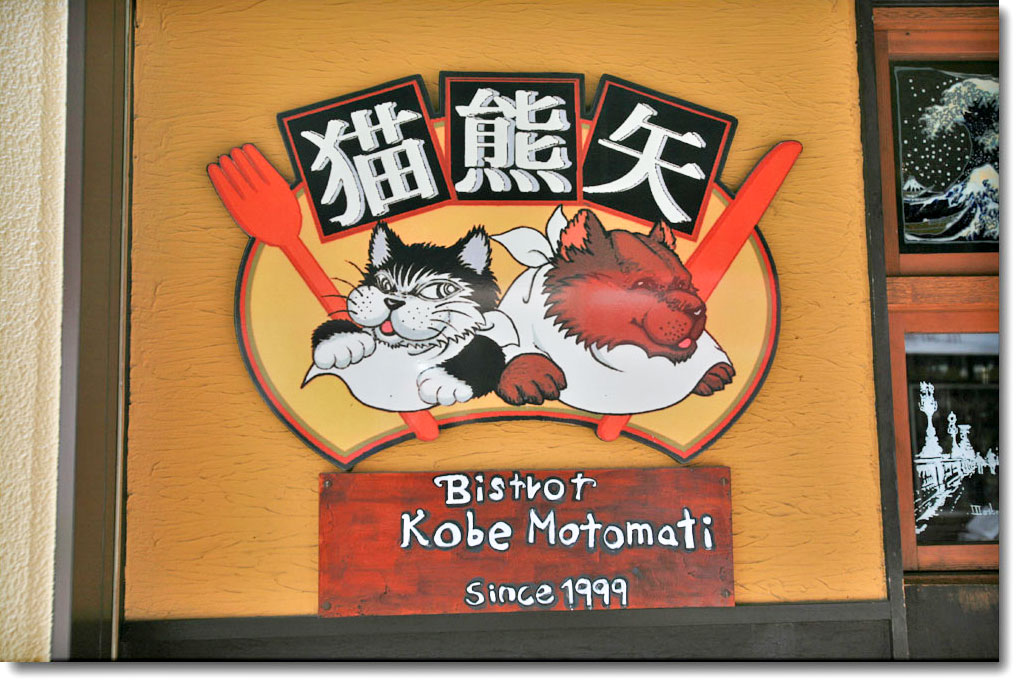 猫熊矢
Bistrot
Kobe Motomati
Since 1999